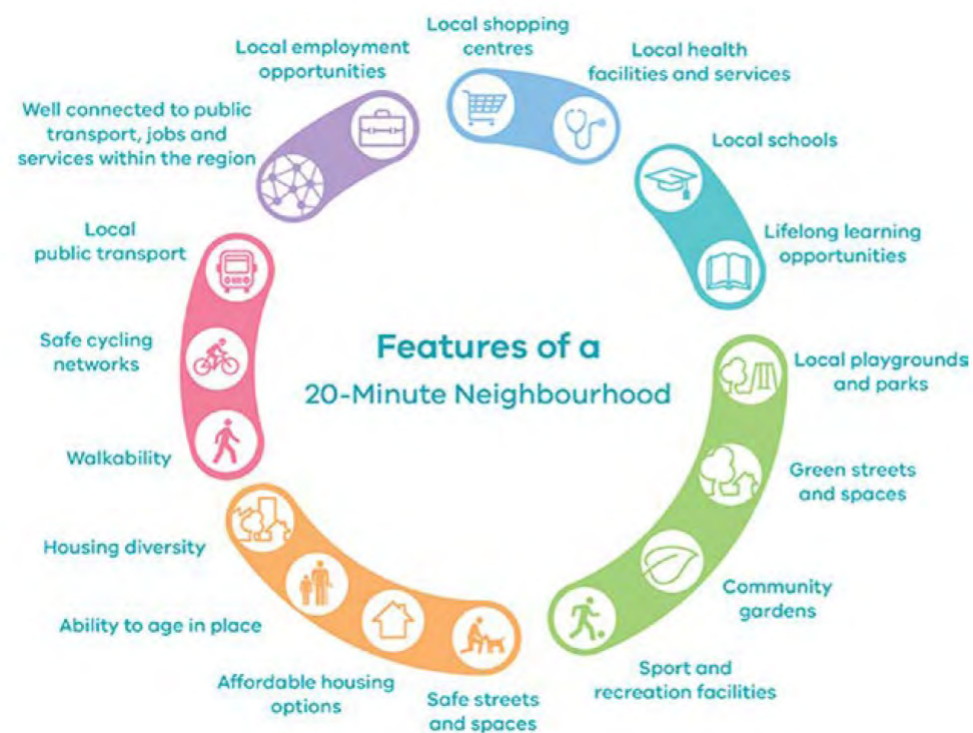 Features of a
20-Minute Neighbourhood
Local shopping
centres
Local health
facilities and services
Local schools
Lifelong learning
opportunities
Local playgrounds
and parks
Green streets
and spaces
Community
gardens
Sport and
recreation facilities
Safe streets
and spaces
Affordable housing
options
Ability to age in place
Housing diversity
Walkability
Safe cycling
networks
Local
public transport
Well connected to public
transport, jobs and
services within the region
Local employment
opportunities